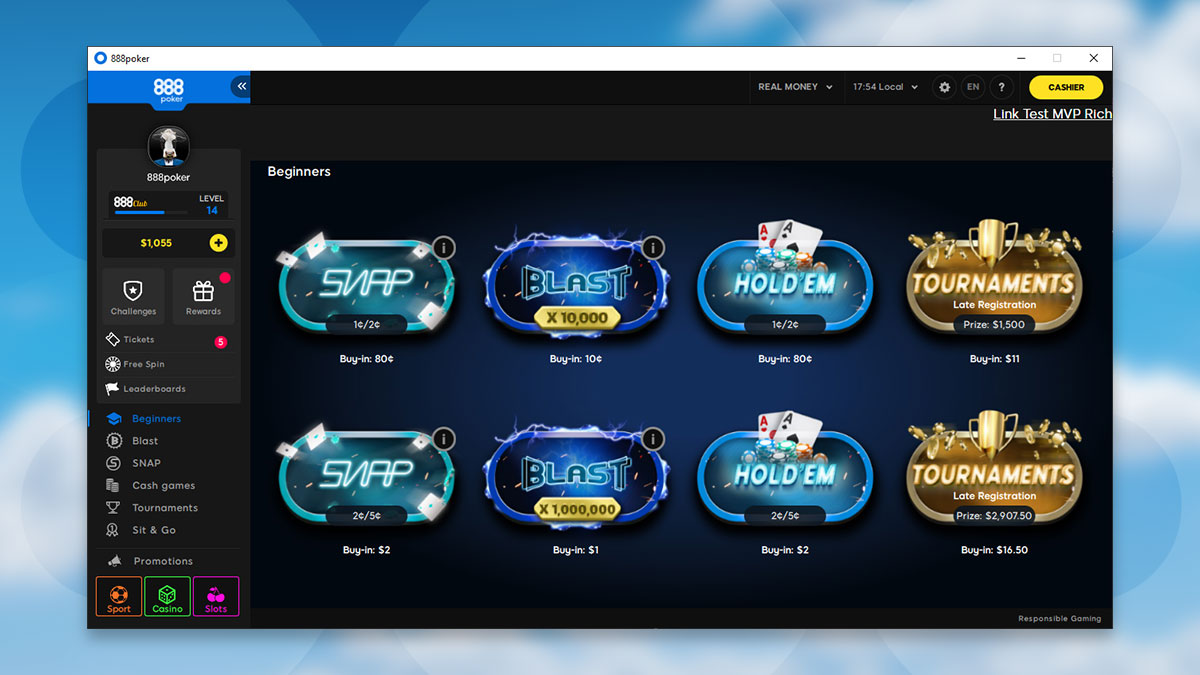 888poker
888
poker
REAL MONEY
17:54 Local
EN
?
CASHIER
Link Test MVP Rich
888poker
888Club
LEVEL
14
$1,055
+
Challenges
Rewards
Tickets
5
Free Spin
Leaderboards
Beginners
Blast
SNAP
Cash games
Tournaments
Sit & Go
Promotions
Sport
Casino
Slots
Beginners
SNAP
i
1¢/2¢
Buy-in: 80¢
BLAST
i
X 10,000
Buy-in: 10¢
A A
HOLD'EM
1¢/2¢
Buy-in: 80¢
TOURNAMENTS
Late Registration
Prize: $1,500
Buy-in: $11
SNAP
i
2¢/5¢
Buy-in: $2
BLAST
i
X 1,000,000
Buy-in: $1
A A
HOLD'EM
2¢/5¢
Buy-in: $2
TOURNAMENTS
Late Registration
Prize: $2,907.50
Buy-in: $16.50
Responsible Gaming